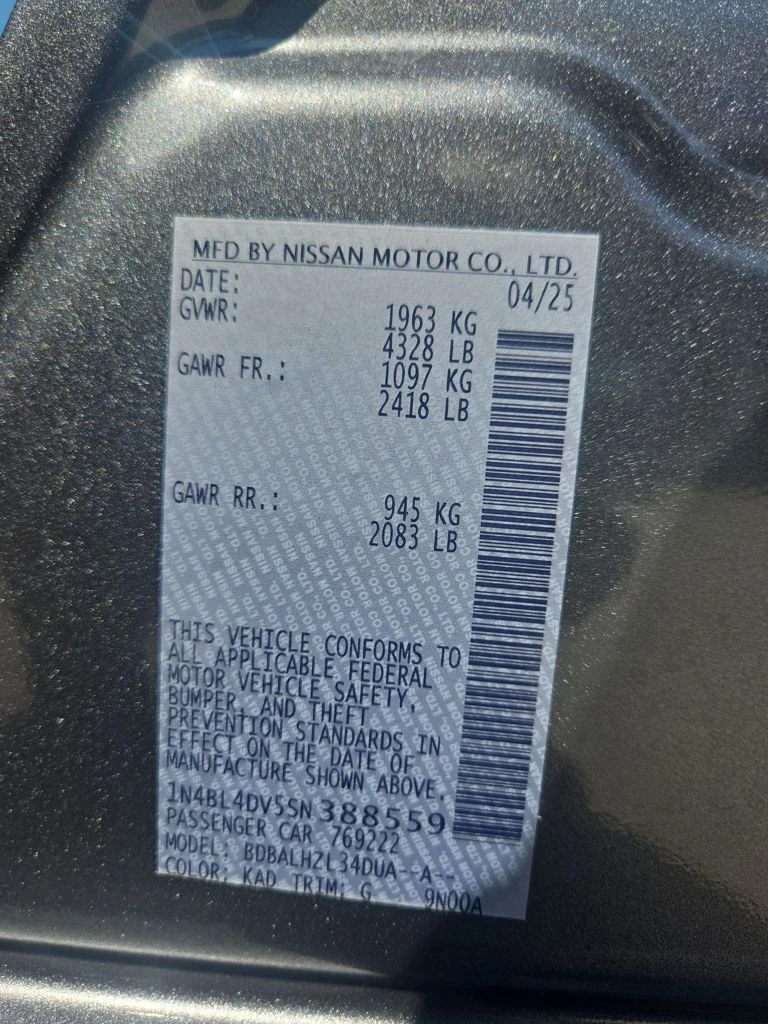 MFD BY NISSAN MOTOR CO., LTD.
DATE: 04/25
GVWR: 1963 KG
4328 LB
GAWR FR.: 1097 KG
2418 LB
GAWR RR.: 945 KG
2083 LB
THIS VEHICLE CONFORMS TO
ALL APPLICABLE FEDERAL
MOTOR VEHICLE SAFETY,
BUMPER, AND THEFT
PREVENTION STANDARDS IN
EFFECT ON THE DATE OF
MANUFACTURE SHOWN ABOVE.
1N4BL4DV5SN388559
PASSENGER CAR 769222
MODEL: BDBALHZL34DUA--A--
COLOR: KAD TRIM: G 9N00A